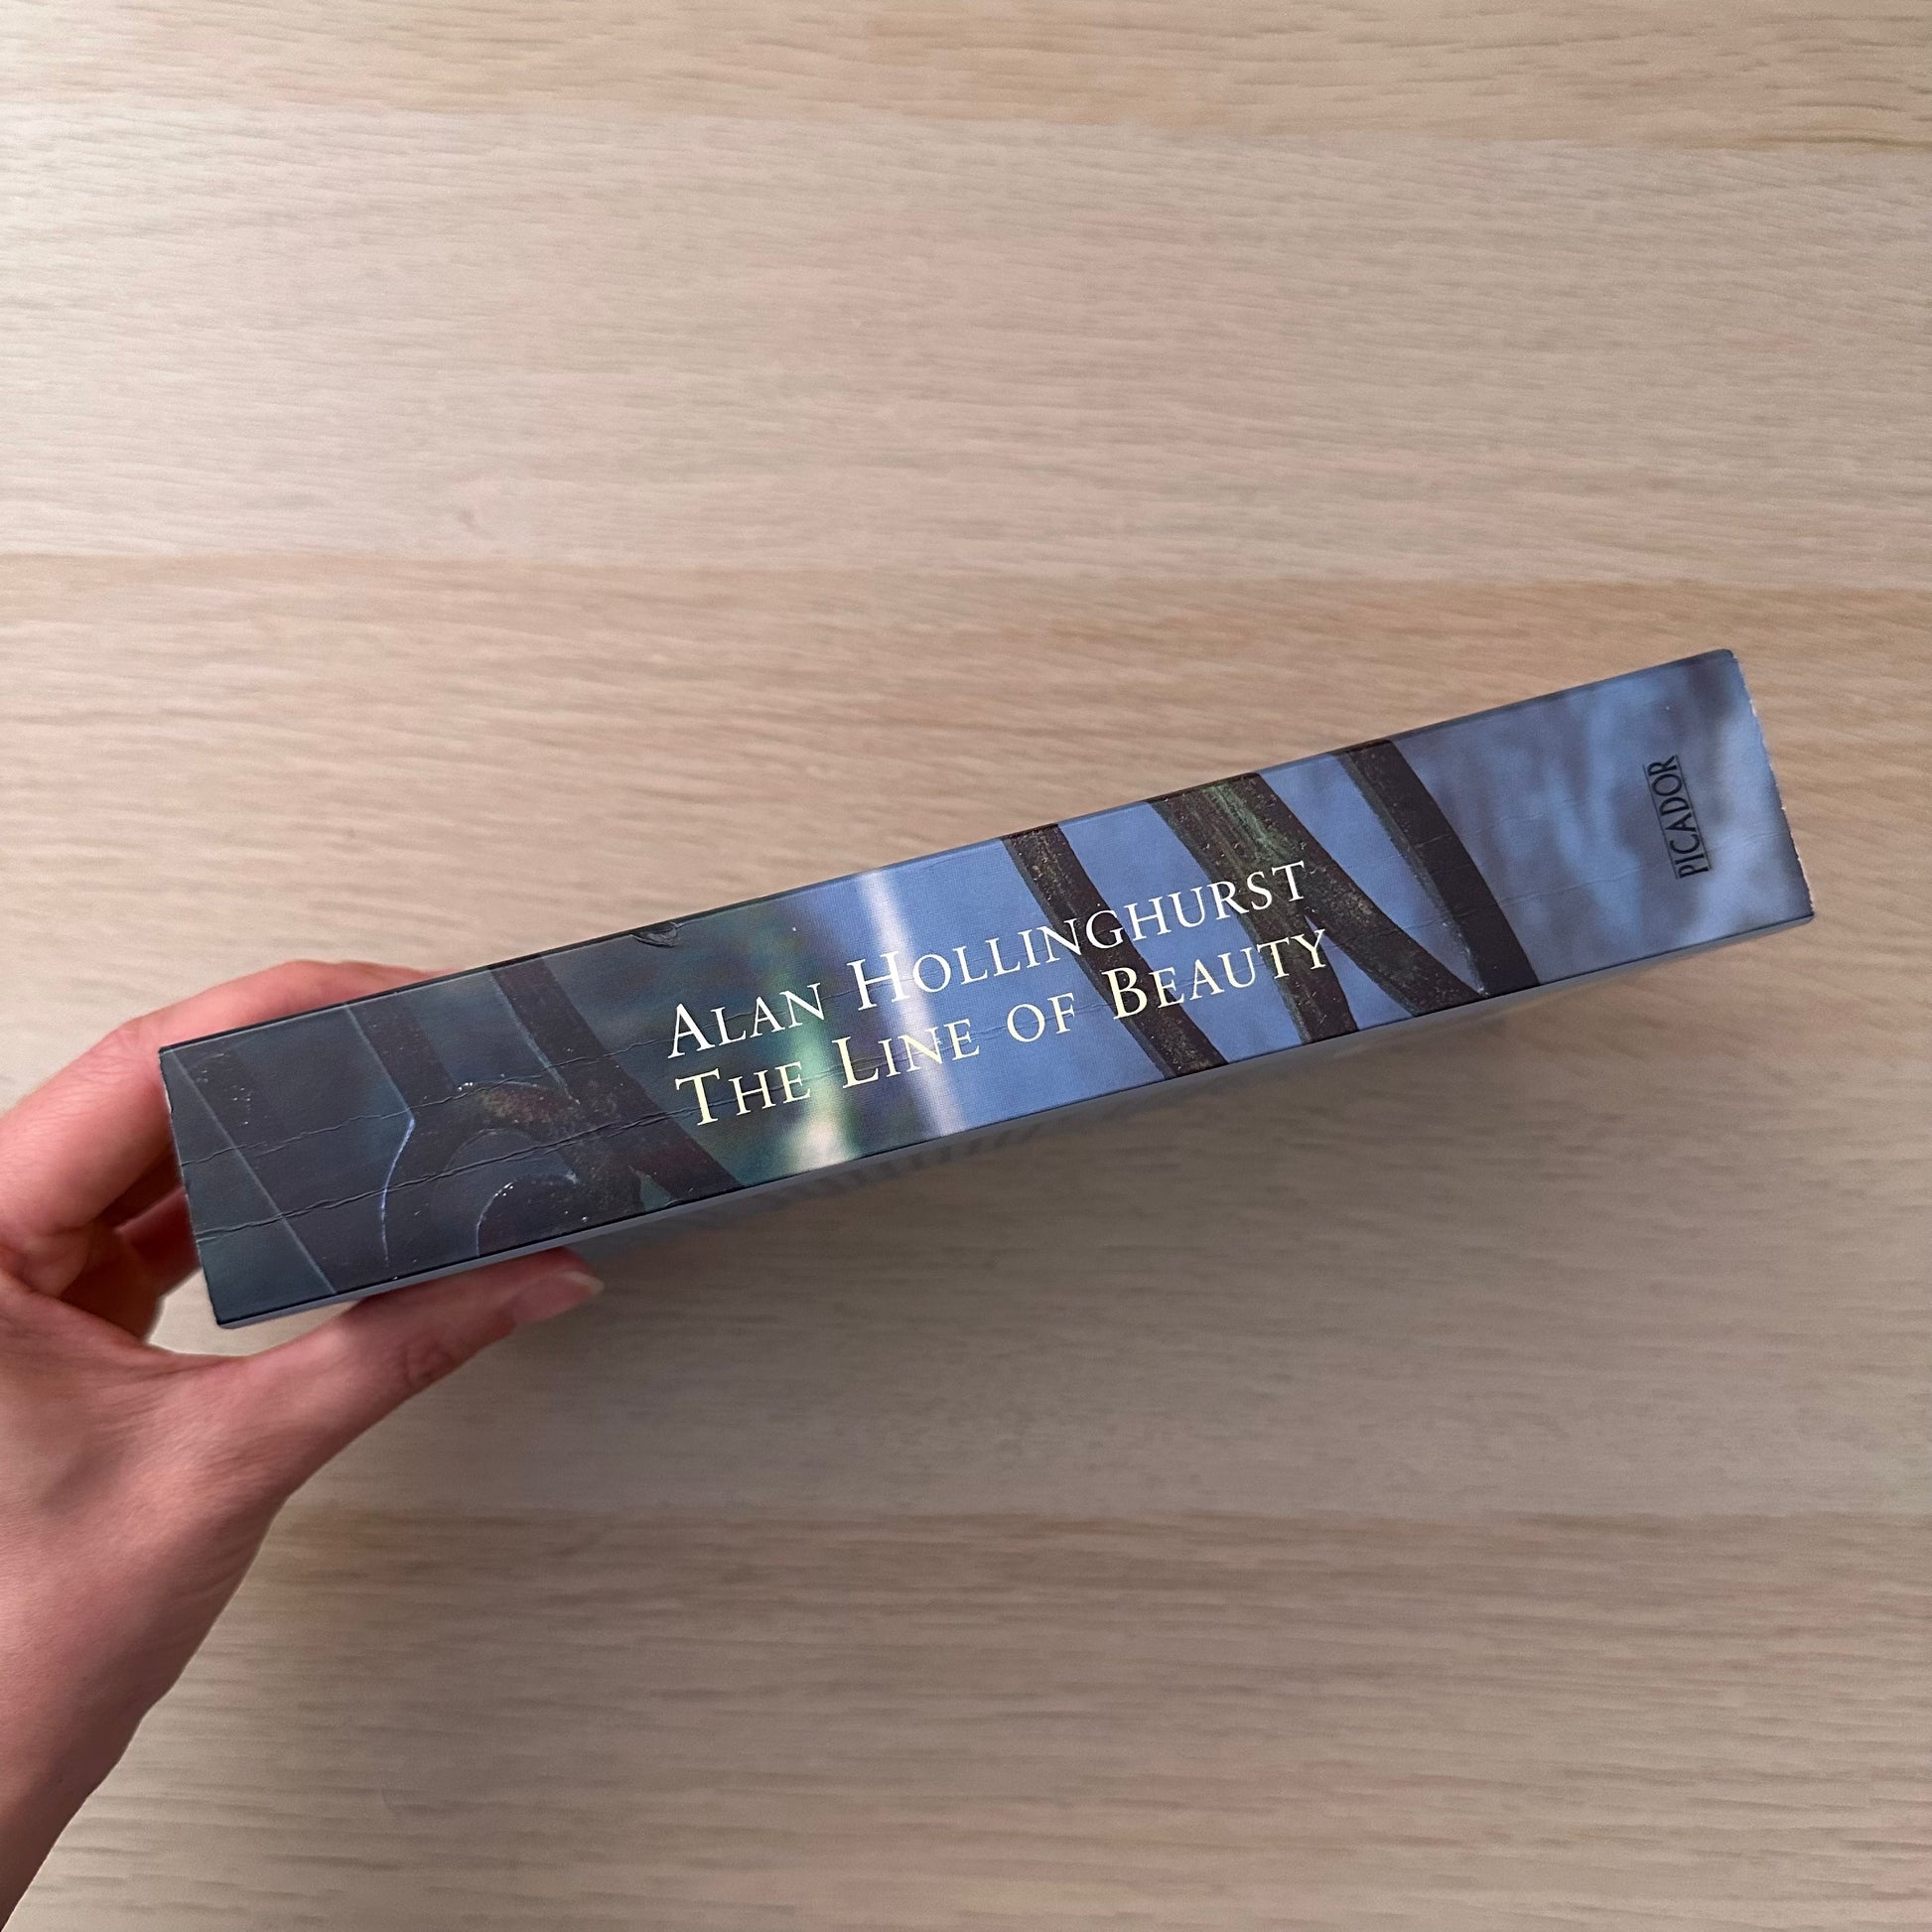 ALAN HOLLINGHURST
THE LINE OF BEAUTY
PICADOR